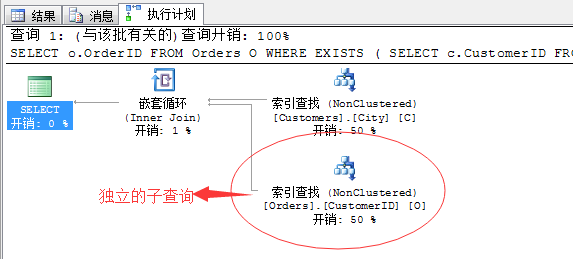 结果 消息 执行计划
查询 1: (与该批有关的)查询开销: 100%
SELECT o.OrderID FROM Orders O WHERE EXISTS ( SELECT c.CustomerID FRO
SELECT
开销: 0 %
嵌套循环
(Inner Join)
开销: 1 %
索引查找 (NonClustered)
[Customers].[City] [C]
开销: 50 %
独立的子查询
索引查找 (NonClustered)
[Orders].[CustomerID] [O]
开销: 50 %